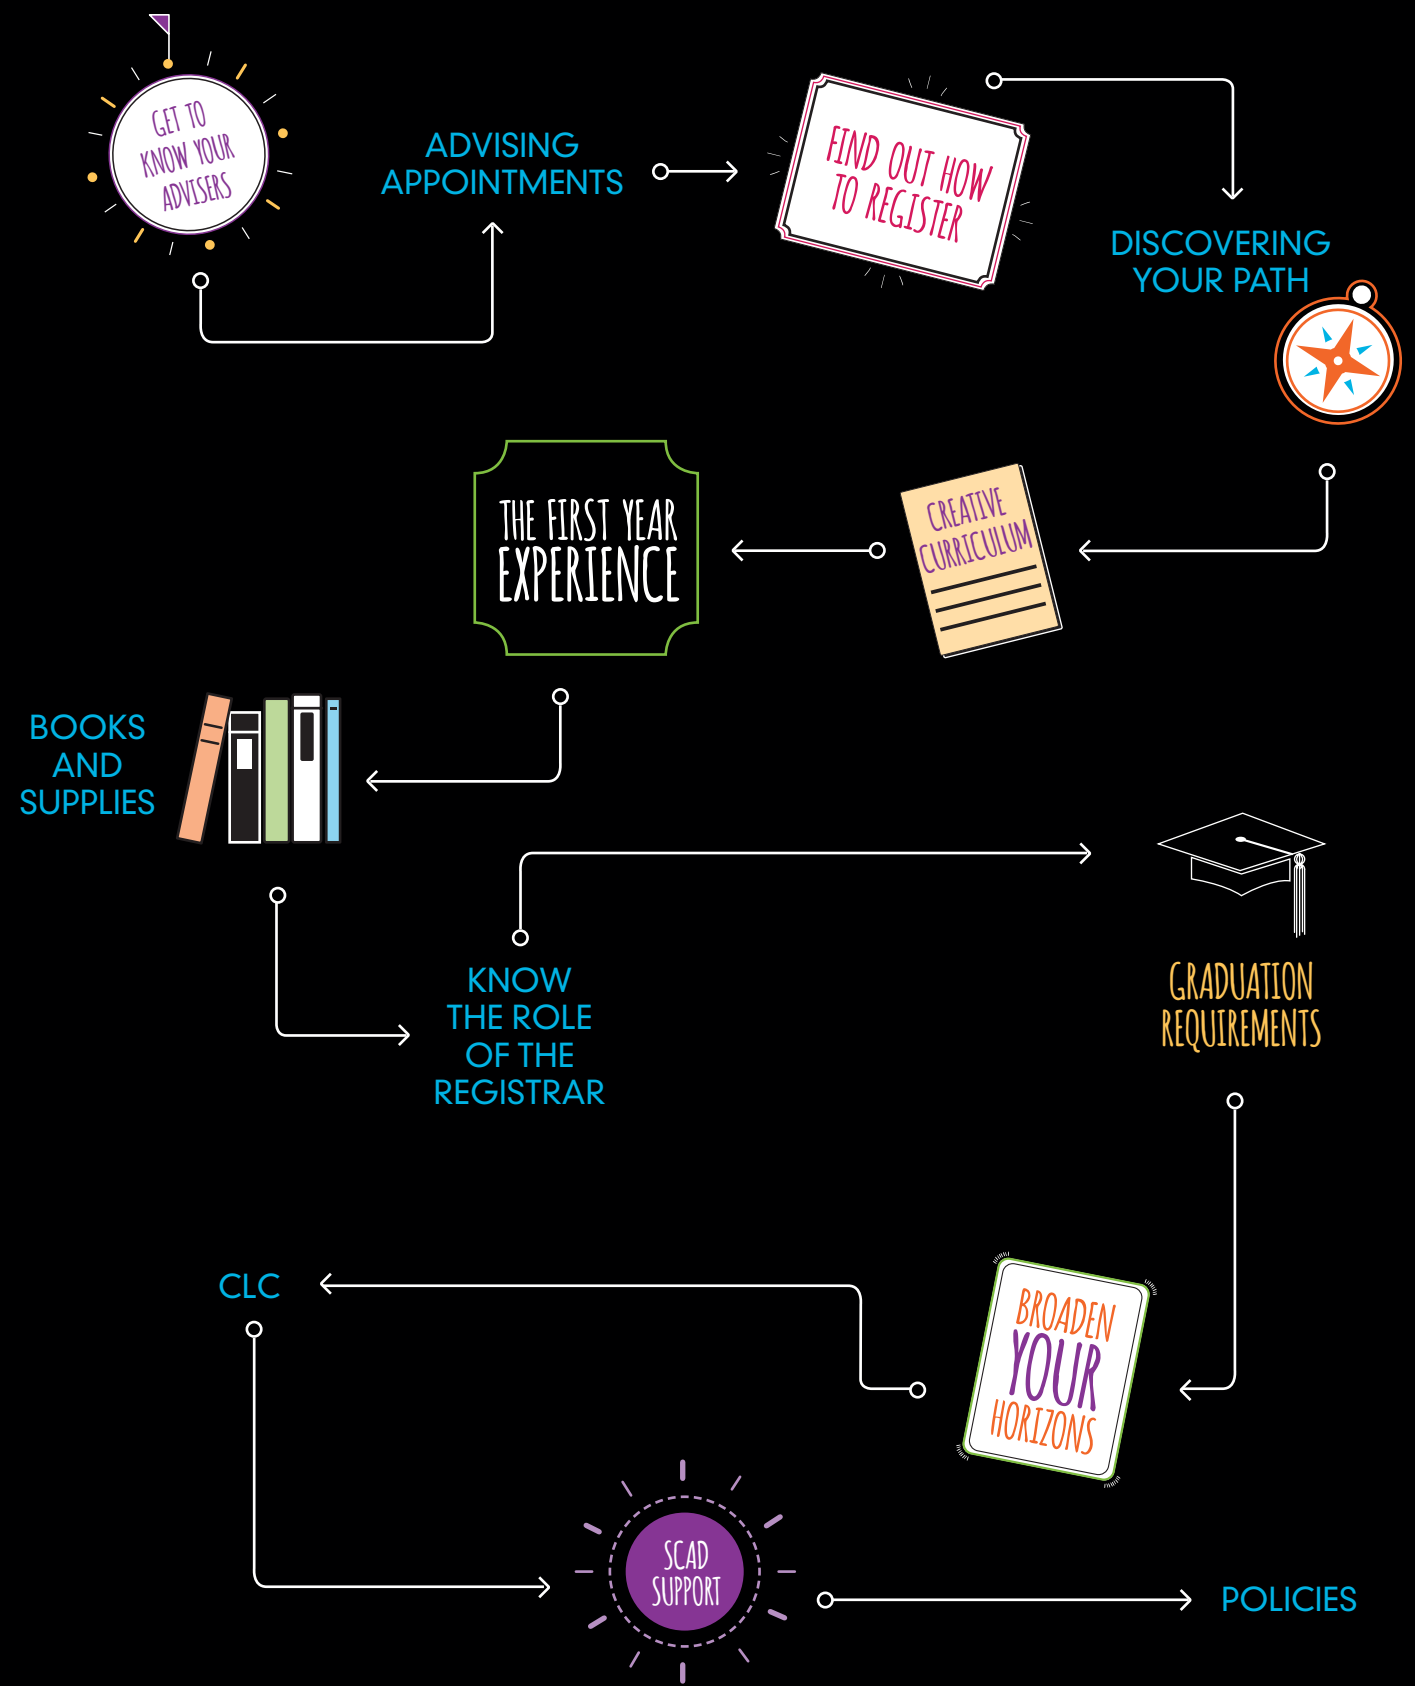 GET TO
KNOW YOUR
ADVISERS
ADVISING
APPOINTMENTS
FIND OUT HOW
TO REGISTER
DISCOVERING
YOUR PATH
CREATIVE
CURRICULUM
THE FIRST YEAR
EXPERIENCE
BOOKS
AND
SUPPLIES
KNOW
THE ROLE
OF THE
REGISTRAR
GRADUATION
REQUIREMENTS
BROADEN
YOUR
HORIZONS
CLC
SCAD
SUPPORT
POLICIES